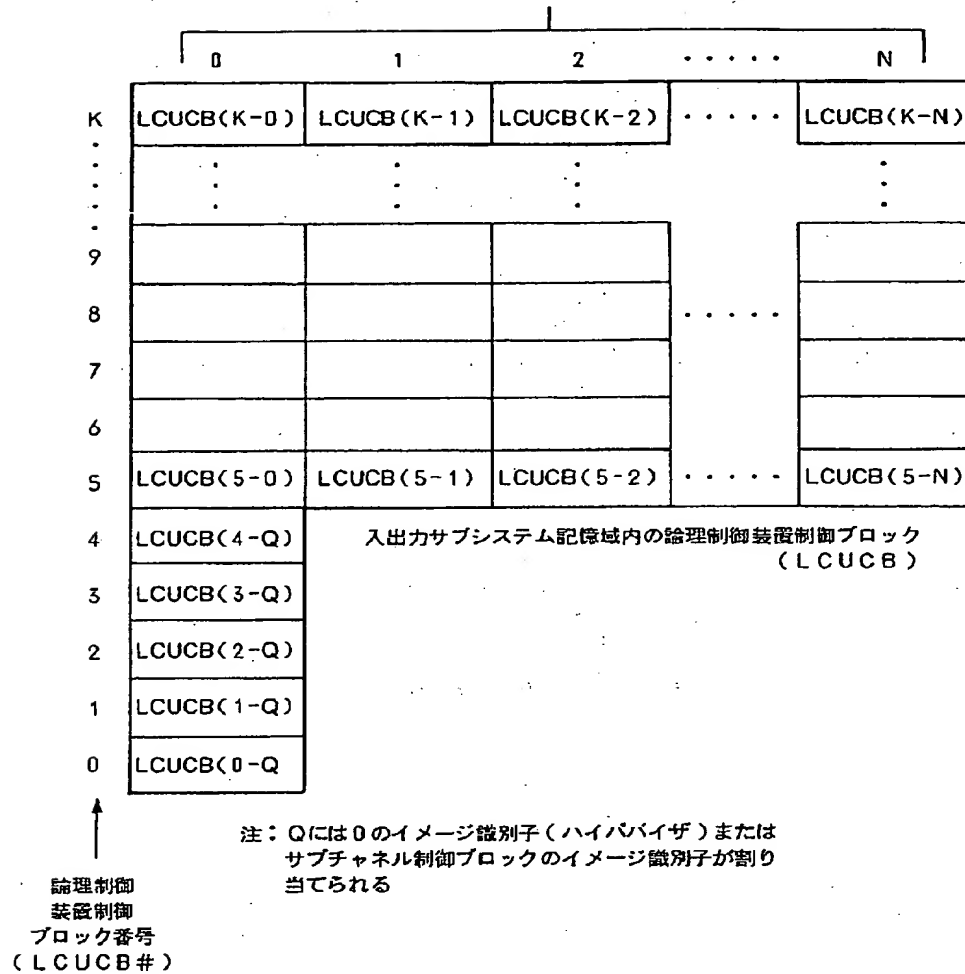 0 1 2 ····· N
K LCUCB(K-0) LCUCB(K-1) LCUCB(K-2) ····· LCUCB(K-N)
9
8 ·····
7
6
5 LCUCB(5-0) LCUCB(5-1) LCUCB(5-2) ····· LCUCB(5-N)
4 LCUCB(4-Q)
入出力サブシステム記憶域内の論理制御装置制御ブロック
(LCUCB)
3 LCUCB(3-Q)
2 LCUCB(2-Q)
1 LCUCB(1-Q)
0 LCUCB(0-Q
注:Qには0のイメージ識別子(ハイパバイザ)または
サブチャネル制御ブロックのイメージ識別子が割り
当てられる
論理制御
装置制御
ブロック番号
(LCUCB#)